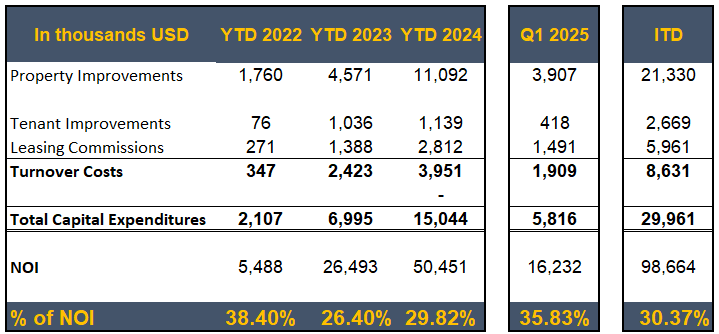 In thousands USD YTD 2022 YTD 2023 YTD 2024 Q1 2025 ITD
Property Improvements 1,760 4,571 11,092 3,907 21,330
Tenant Improvements 76 1,036 1,139 418 2,669
Leasing Commissions 271 1,388 2,812 1,491 5,961
Turnover Costs 347 2,423 3,951 1,909 8,631
-
Total Capital Expenditures 2,107 6,995 15,044 5,816 29,961
NOI 5,488 26,493 50,451 16,232 98,664
% of NOI 38.40% 26.40% 29.82% 35.83% 30.37%